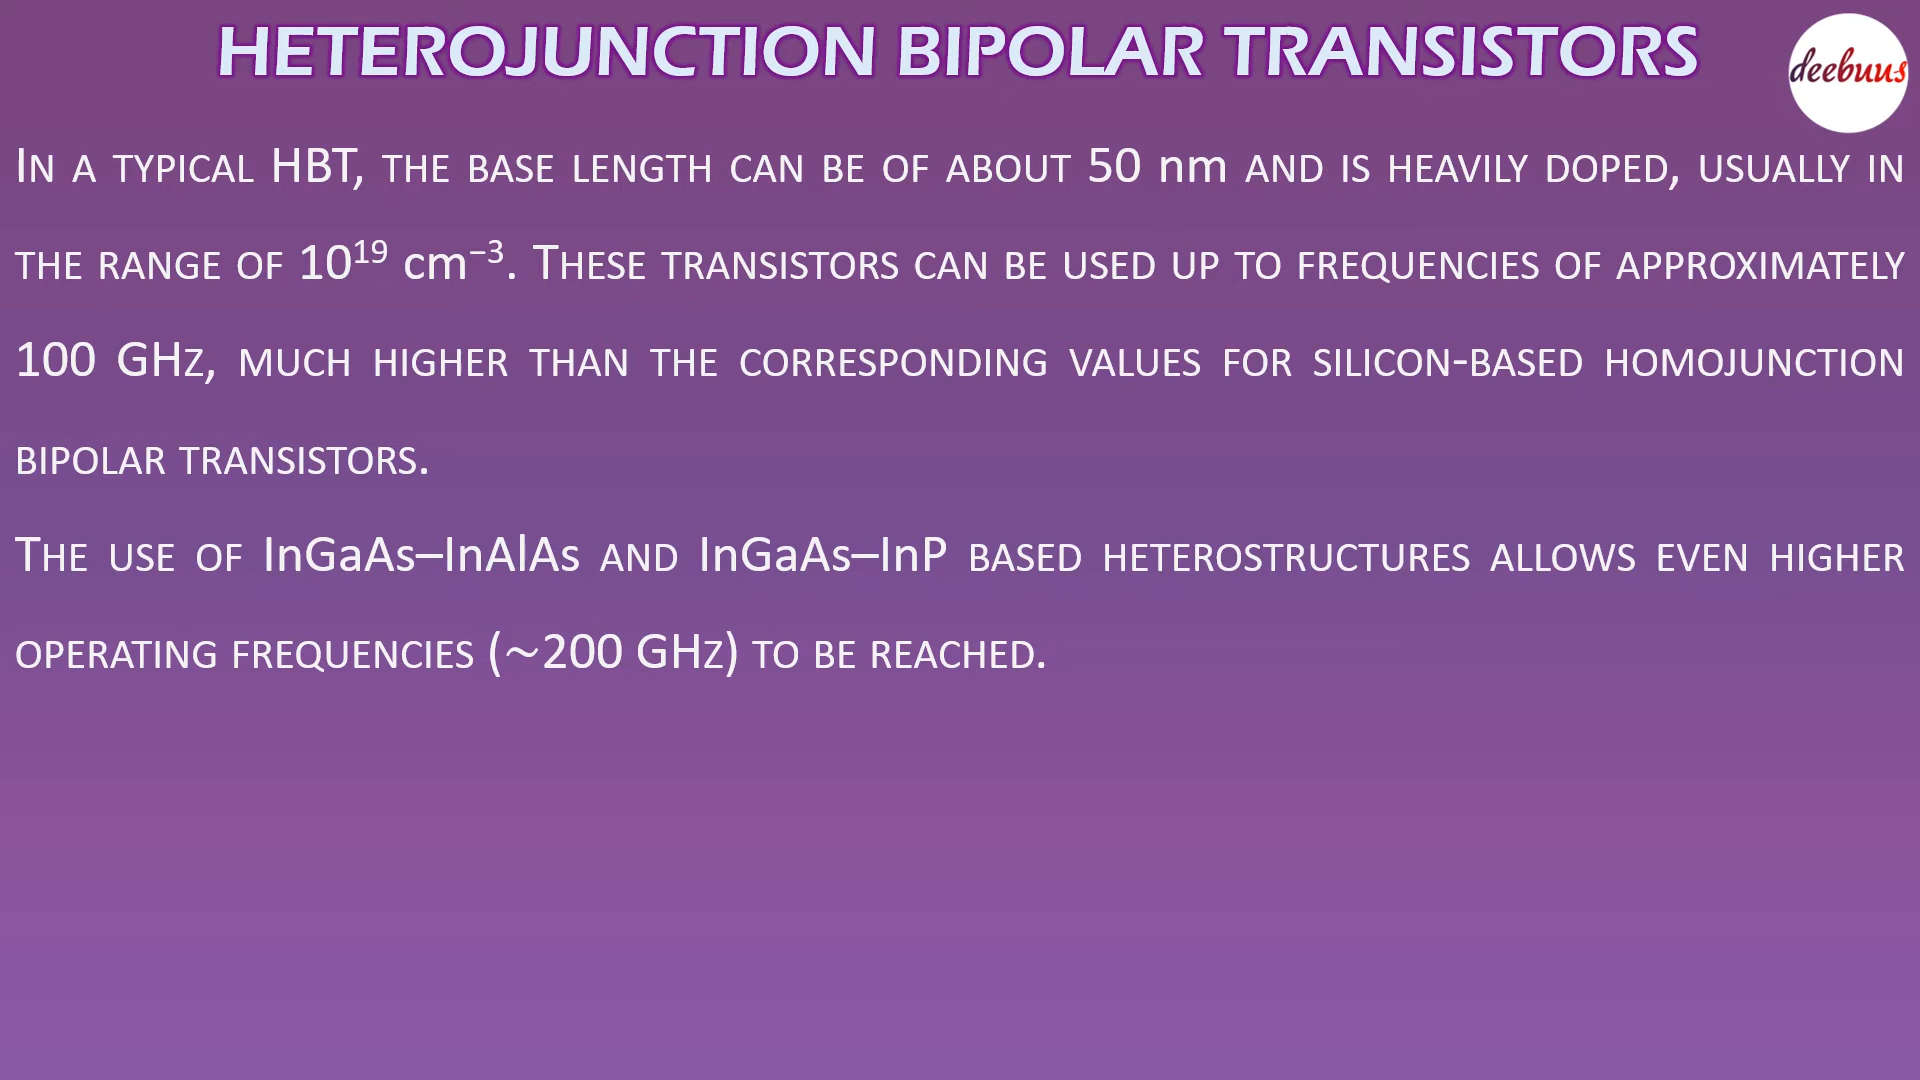 HETEROJUNCTION BIPOLAR TRANSISTORS
deebuus
In a typical HBT, the base length can be of about 50 nm and is heavily doped, usually in
the range of 10¹⁹ cm⁻³. These transistors can be used up to frequencies of approximately
100 GHz, much higher than the corresponding values for silicon-based homojunction
bipolar transistors.
The use of InGaAs–InAlAs and InGaAs–InP based heterostructures allows even higher
operating frequencies (~200 GHz) to be reached.